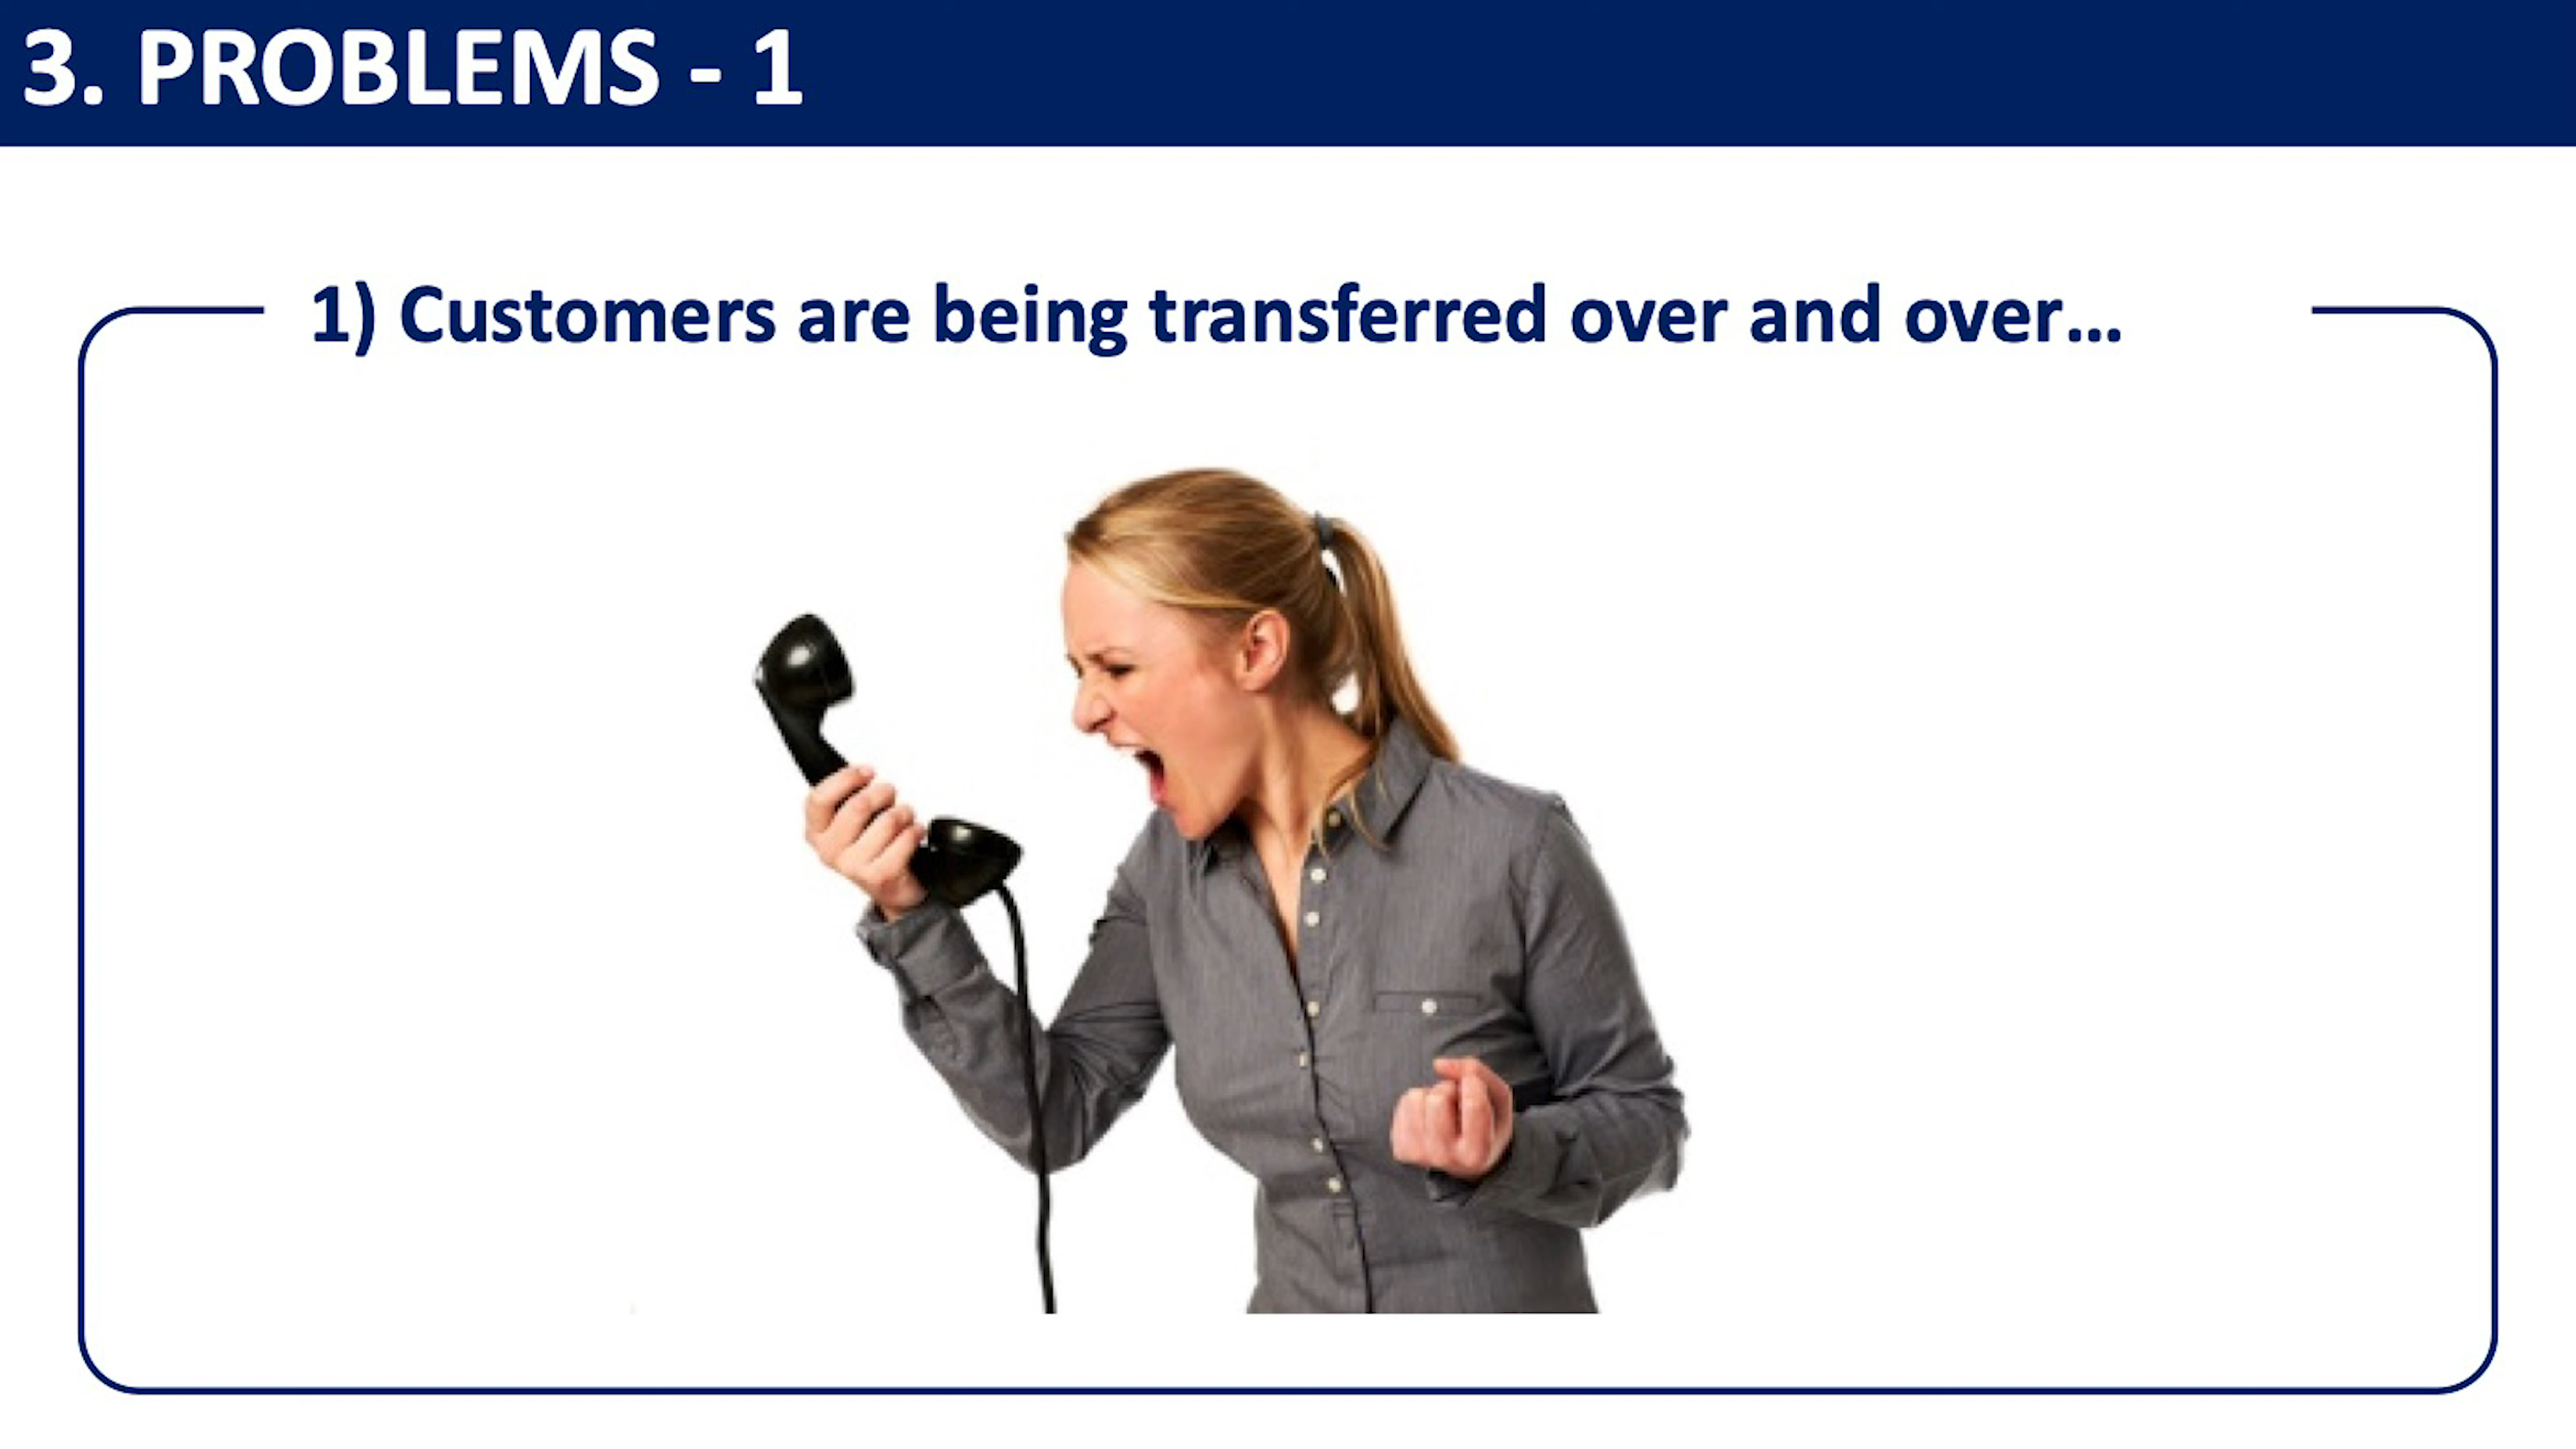 3. PROBLEMS - 1
1) Customers are being transferred over and over...